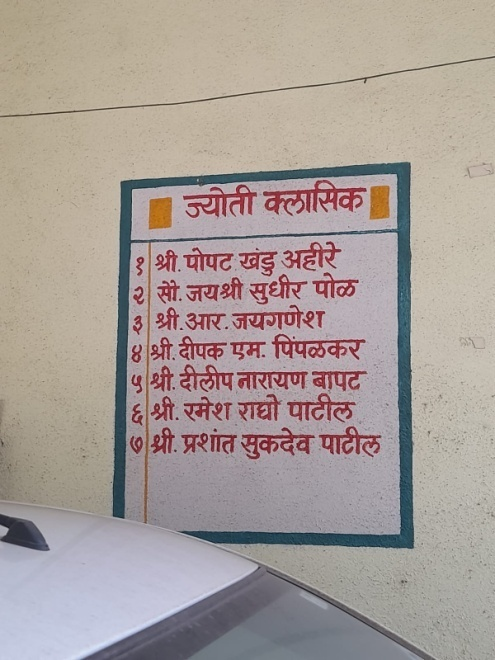 ज्योती क्लासिक
१ श्री. पोपट खंडु अहीरे
२ सौ. जयश्री सुधीर पोळ
३ श्री. आर. जयगणेश
४ श्री. दीपक एम. पिंपळकर
५ श्री. दीलीप नारायण बापट
६ श्री. रमेश राघो पाटील
७ श्री. प्रशांत सुकदेव पाटील